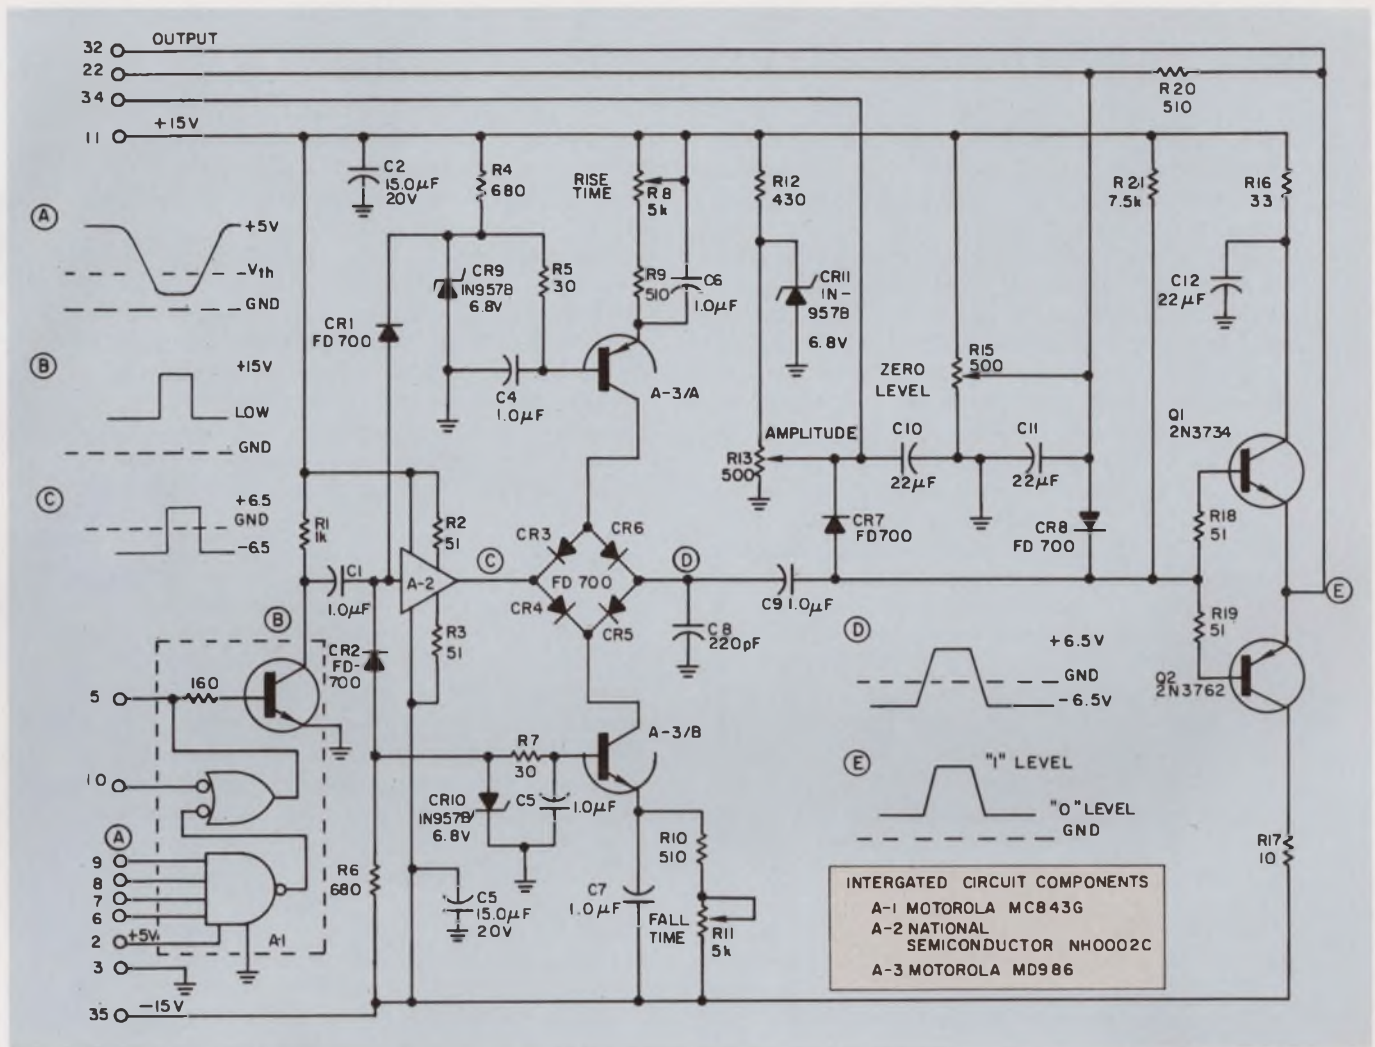 32 OUTPUT
22
34
11 +15V
R20
510
C2
15.0μF
20V
R4
680
RISE
TIME
R8
5k
R12
430
R21
7.5k
R16
33
A
+5V
Vth
GND
CR9
1N957B
6.8V
R5
30
R9
510
C6
1.0μF
CR11
1N-
957B
6.8V
C12
22μF
CR1
FD700
C4
1.0μF
A-3/A
ZERO
LEVEL
R15
500
B
+15V
LOW
GND
Q1
2N3734
AMPLITUDE
R13
500
C10
22μF
C11
22μF
C
+6.5
GND
-6.5
R1
1k
R2
51
CR3
CR6
FD 700
CR4
CR5
C
D
CR7
FD700
CR8
FD 700
R18
51
C1
1.0μF
A-2
C9 1.0μF
E
B
R3
51
C8
220pF
R19
51
CR2
FD-
700
D
+6.5V
GND
-6.5V
Q2
2N3762
5
160
A-3/B
R7
30
10
CR10
1N957B
6.8V
C5
1.0μF
E
"1" LEVEL
"0" LEVEL
GND
A
9
8
7
6
2 +5V
A-1
3
35 -15V
R6
680
C5
15.0μF
20V
R10
510
C7
1.0μF
FALL
TIME
R11
5k
R17
10
INTERGATED CIRCUIT COMPONENTS
A-1 MOTOROLA MC843G
A-2 NATIONAL
SEMICONDUCTOR NH0002C
A-3 MOTOROLA MD986